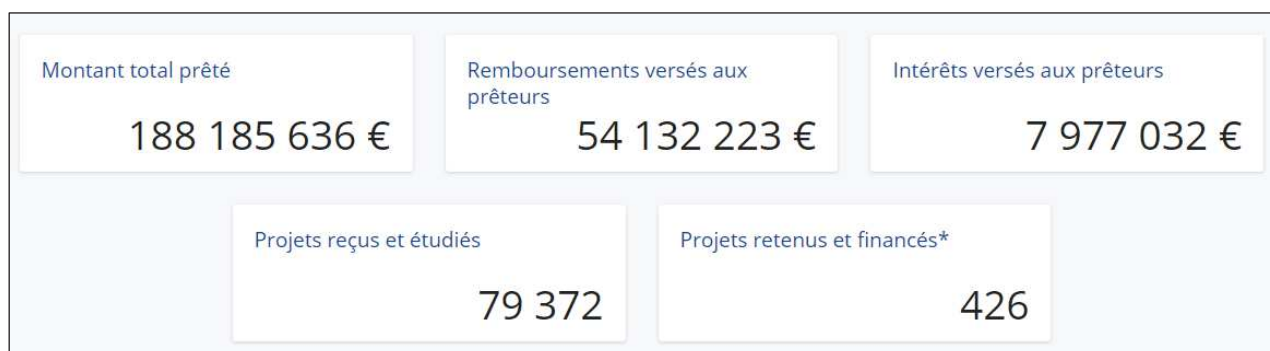 Montant total prêté
188 185 636 €
Remboursements versés aux
prêteurs
54 132 223 €
Intérêts versés aux prêteurs
7 977 032 €
Projets reçus et étudiés
79 372
Projets retenus et financés*
426